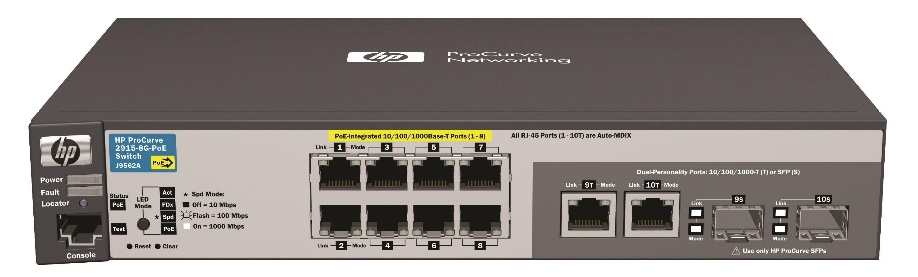 hp
ProCurve
Networking
hp
HP ProCurve
2915-8G-PoE
Switch
J9562A
PoE
Power
Fault
Locator
Console
Status
PoE
Test
LED
Mode
Act
FDx
* Spd
PoE
* Spd Mode:
Off = 10 Mbps
Flash = 100 Mbps
On = 1000 Mbps
Reset
Clear
PoE-Integrated 10/100/1000Base-T Ports (1 - 8)
All RJ-45 Ports (1 - 10T) are Auto-MDIX
Link 1 Mode 3 5 7
Link 2 Mode 4 6 8
Dual-Personality Ports: 10/100/1000-T (T) or SFP (S)
Link 9T Mode
Link 10T Mode
Link
Mode
9S
Link
Mode
10S
Use only HP ProCurve SFPs